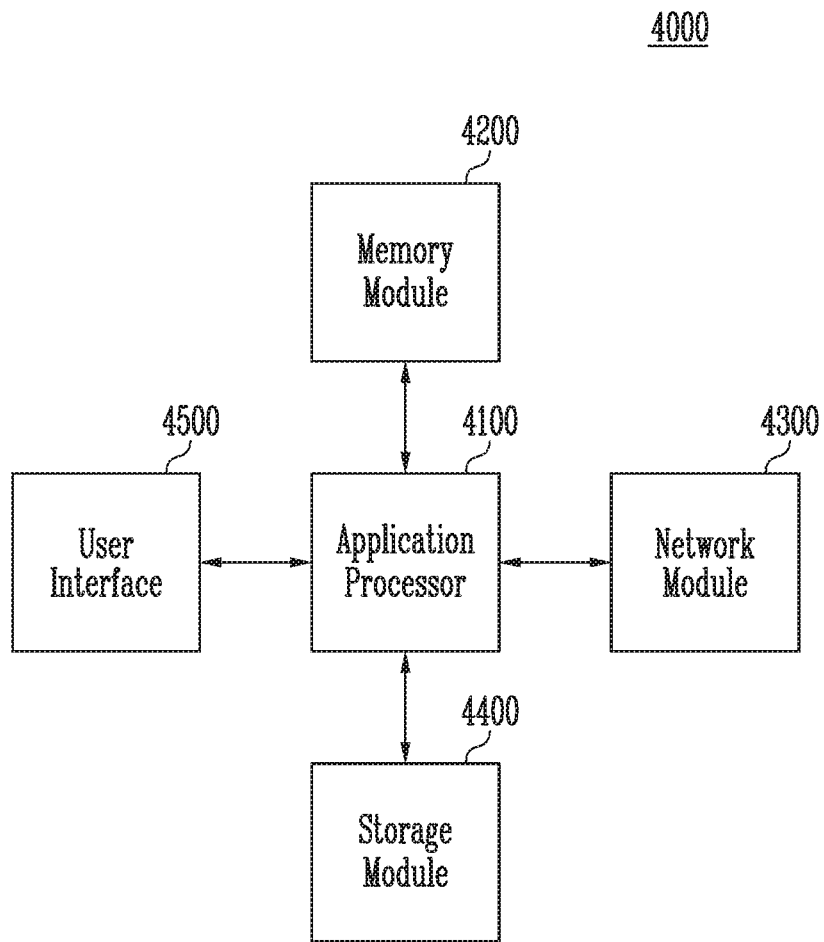 4000
4200
Memory
Module
4500
4100
4300
User
Interface
Application
Processor
Network
Module
4400
Storage
Module